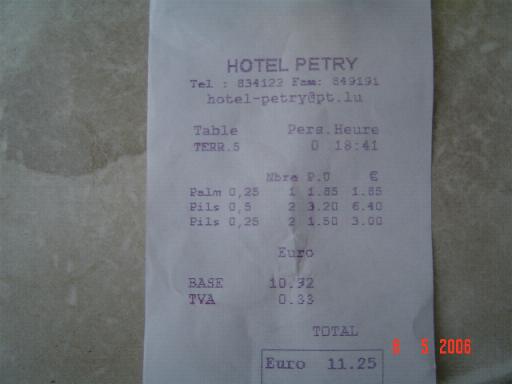 HOTEL PETRY
Tel : 834122 Fax: 849191
hotel-petry@pt.lu
Table Pers.Heure
TERR.5 0 18:41
Nbre P.U €
Palm 0,25 1 1.85 1.85
Pils 0,5 2 3.20 6.40
Pils 0,25 2 1.50 3.00
Euro
BASE 10.92
TVA 0.33
TOTAL
Euro 11.25
8 5 2006